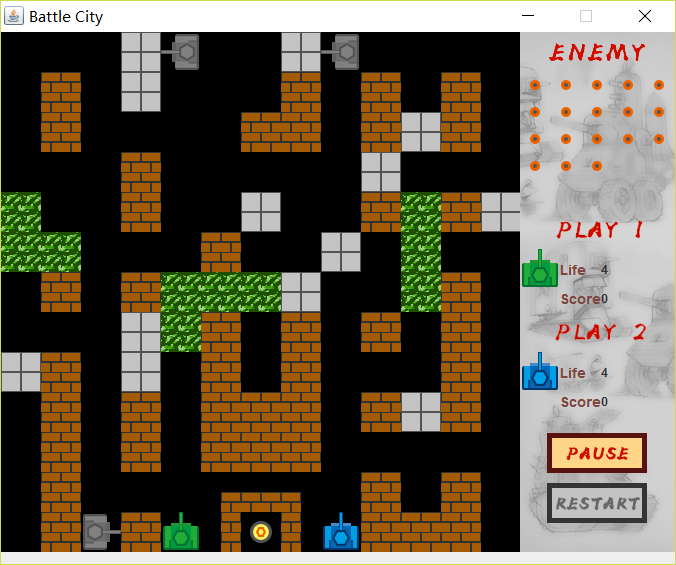 Battle City
ENEMY
PLAY 1
Life 4
Score0
PLAY 2
Life 4
Score0
PAUSE
RESTART